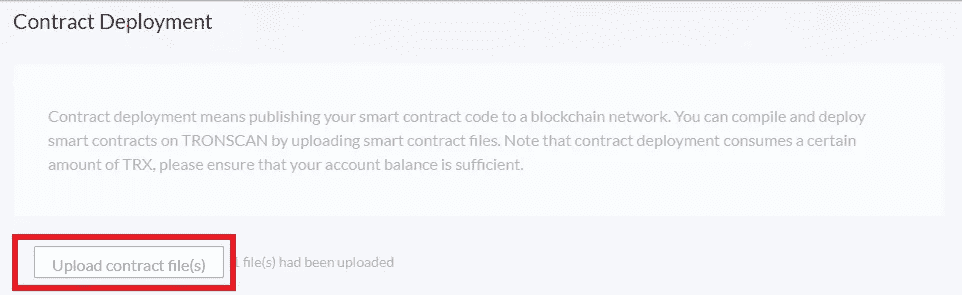 Contract Deployment
Contract deployment means publishing your smart contract code to a blockchain network. You can compile and deploy
smart contracts on TRONSCAN by uploading smart contract files. Note that contract deployment consumes a certain
amount of TRX, please ensure that your account balance is sufficient.
Upload contract file(s) 1 file(s) had been uploaded